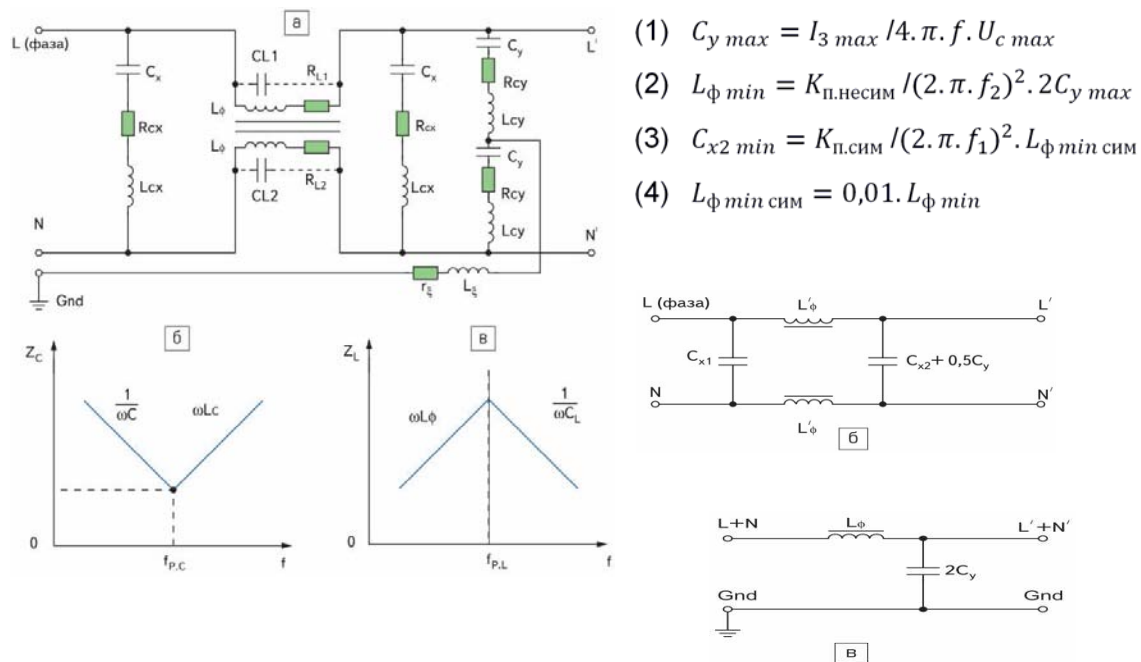 а
L (фаза)
L'
Cx
Rcx
Lcx
CL1
RL1
Lф
Lф
CL2
RL2
Cx
Rcx
Lcx
Cy
Rcy
Lcy
Cy
Rcy
Lcy
N
N'
Gnd
rξ
Lξ
(1) Cy max = I3 max /4. π. f. Uc max
(2) Lф min = Kп.несим /(2. π. f2)². 2Cy max
(3) Cx2 min = Kп.сим /(2. π. f1)². Lф min сим
(4) Lф min сим = 0,01. Lф min
б
ZC
1/ωC
ωLc
0
fP.C
f
в
ZL
ωLф
1/ωCL
0
fP.L
f
L (фаза)
L'ф
L'
Cx1
Cx2+ 0,5Cy
N
N'
L'ф
б
L+N
Lф
L'+N'
2Cy
Gnd
Gnd
в